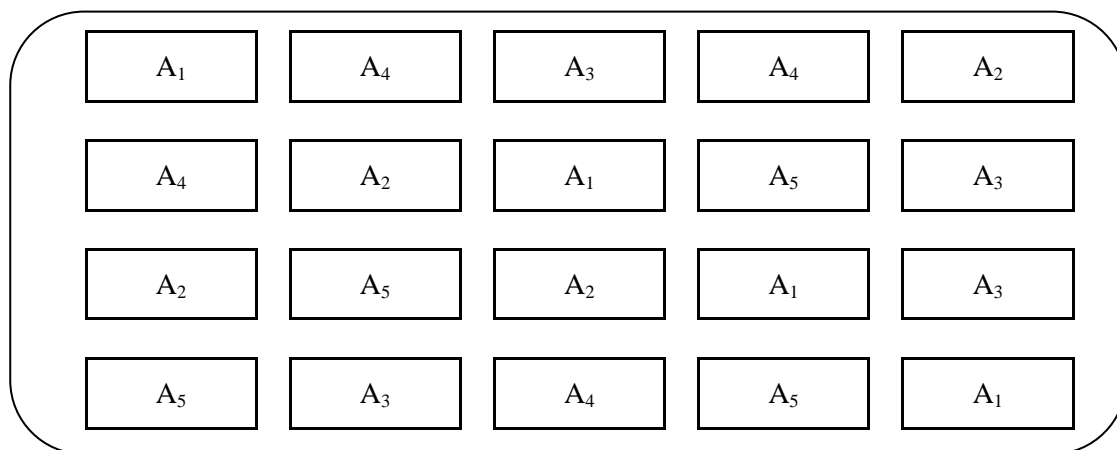 A₁ A₄ A₃ A₄ A₂
A₄ A₂ A₁ A₅ A₃
A₂ A₅ A₂ A₁ A₃
A₅ A₃ A₄ A₅ A₁